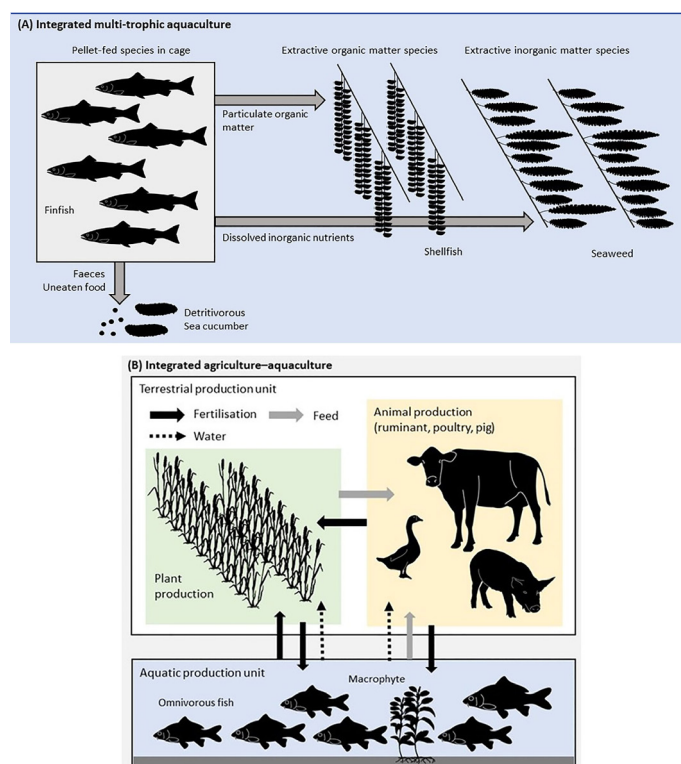 (A) Integrated multi-trophic aquaculture
Pellet-fed species in cage
Extractive organic matter species
Extractive inorganic matter species
Particulate organic
matter
Finfish
Dissolved inorganic nutrients
Shellfish
Seaweed
Faeces
Uneaten food
Detritivorous
Sea cucumber
(B) Integrated agriculture–aquaculture
Terrestrial production unit
Fertilisation
Feed
Water
Animal production
(ruminant, poultry, pig)
Plant
production
Aquatic production unit
Macrophyte
Omnivorous fish